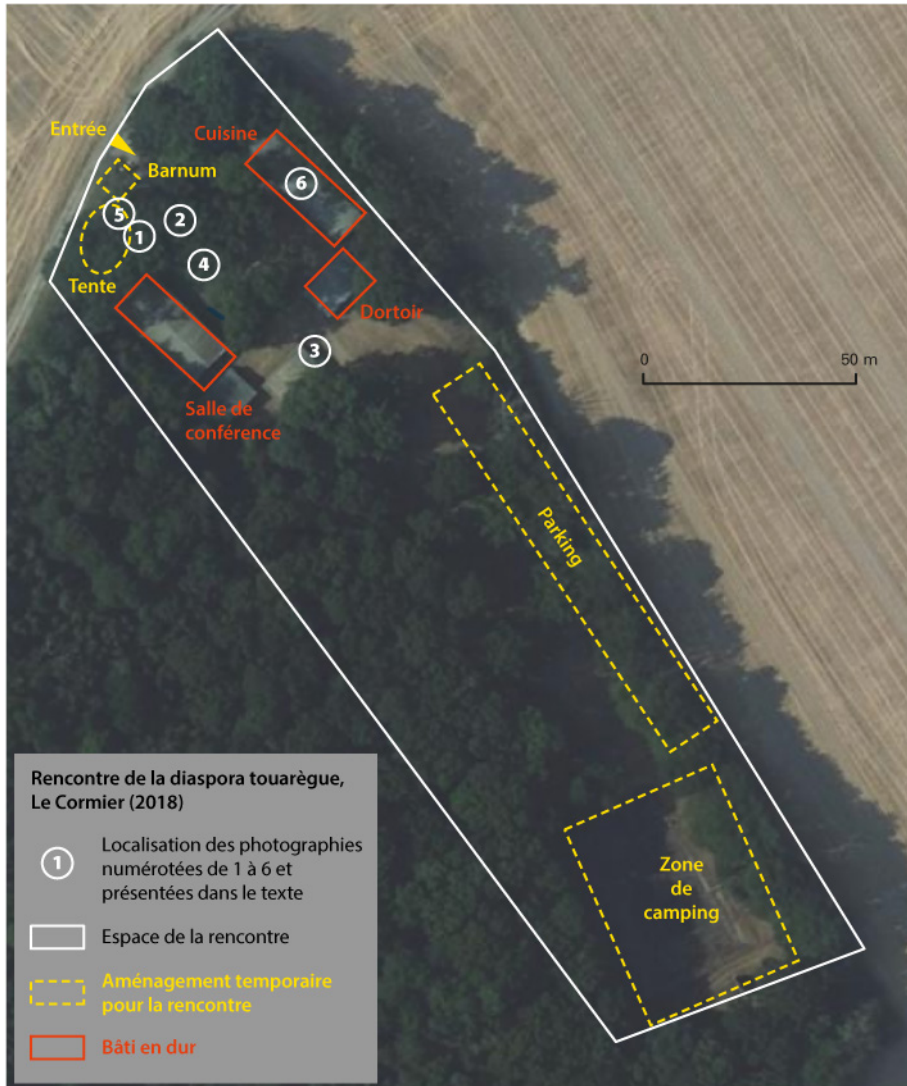 Entrée
Cuisine
Barnum
6
5
2
1
4
Tente
Dortoir
3
0 50 m
Salle de
conférence
Parking
Zone
de
camping
Rencontre de la diaspora touarègue,
Le Cormier (2018)
1
Localisation des photographies
numérotées de 1 à 6 et
présentées dans le texte
Espace de la rencontre
Aménagement temporaire
pour la rencontre
Bâti en dur